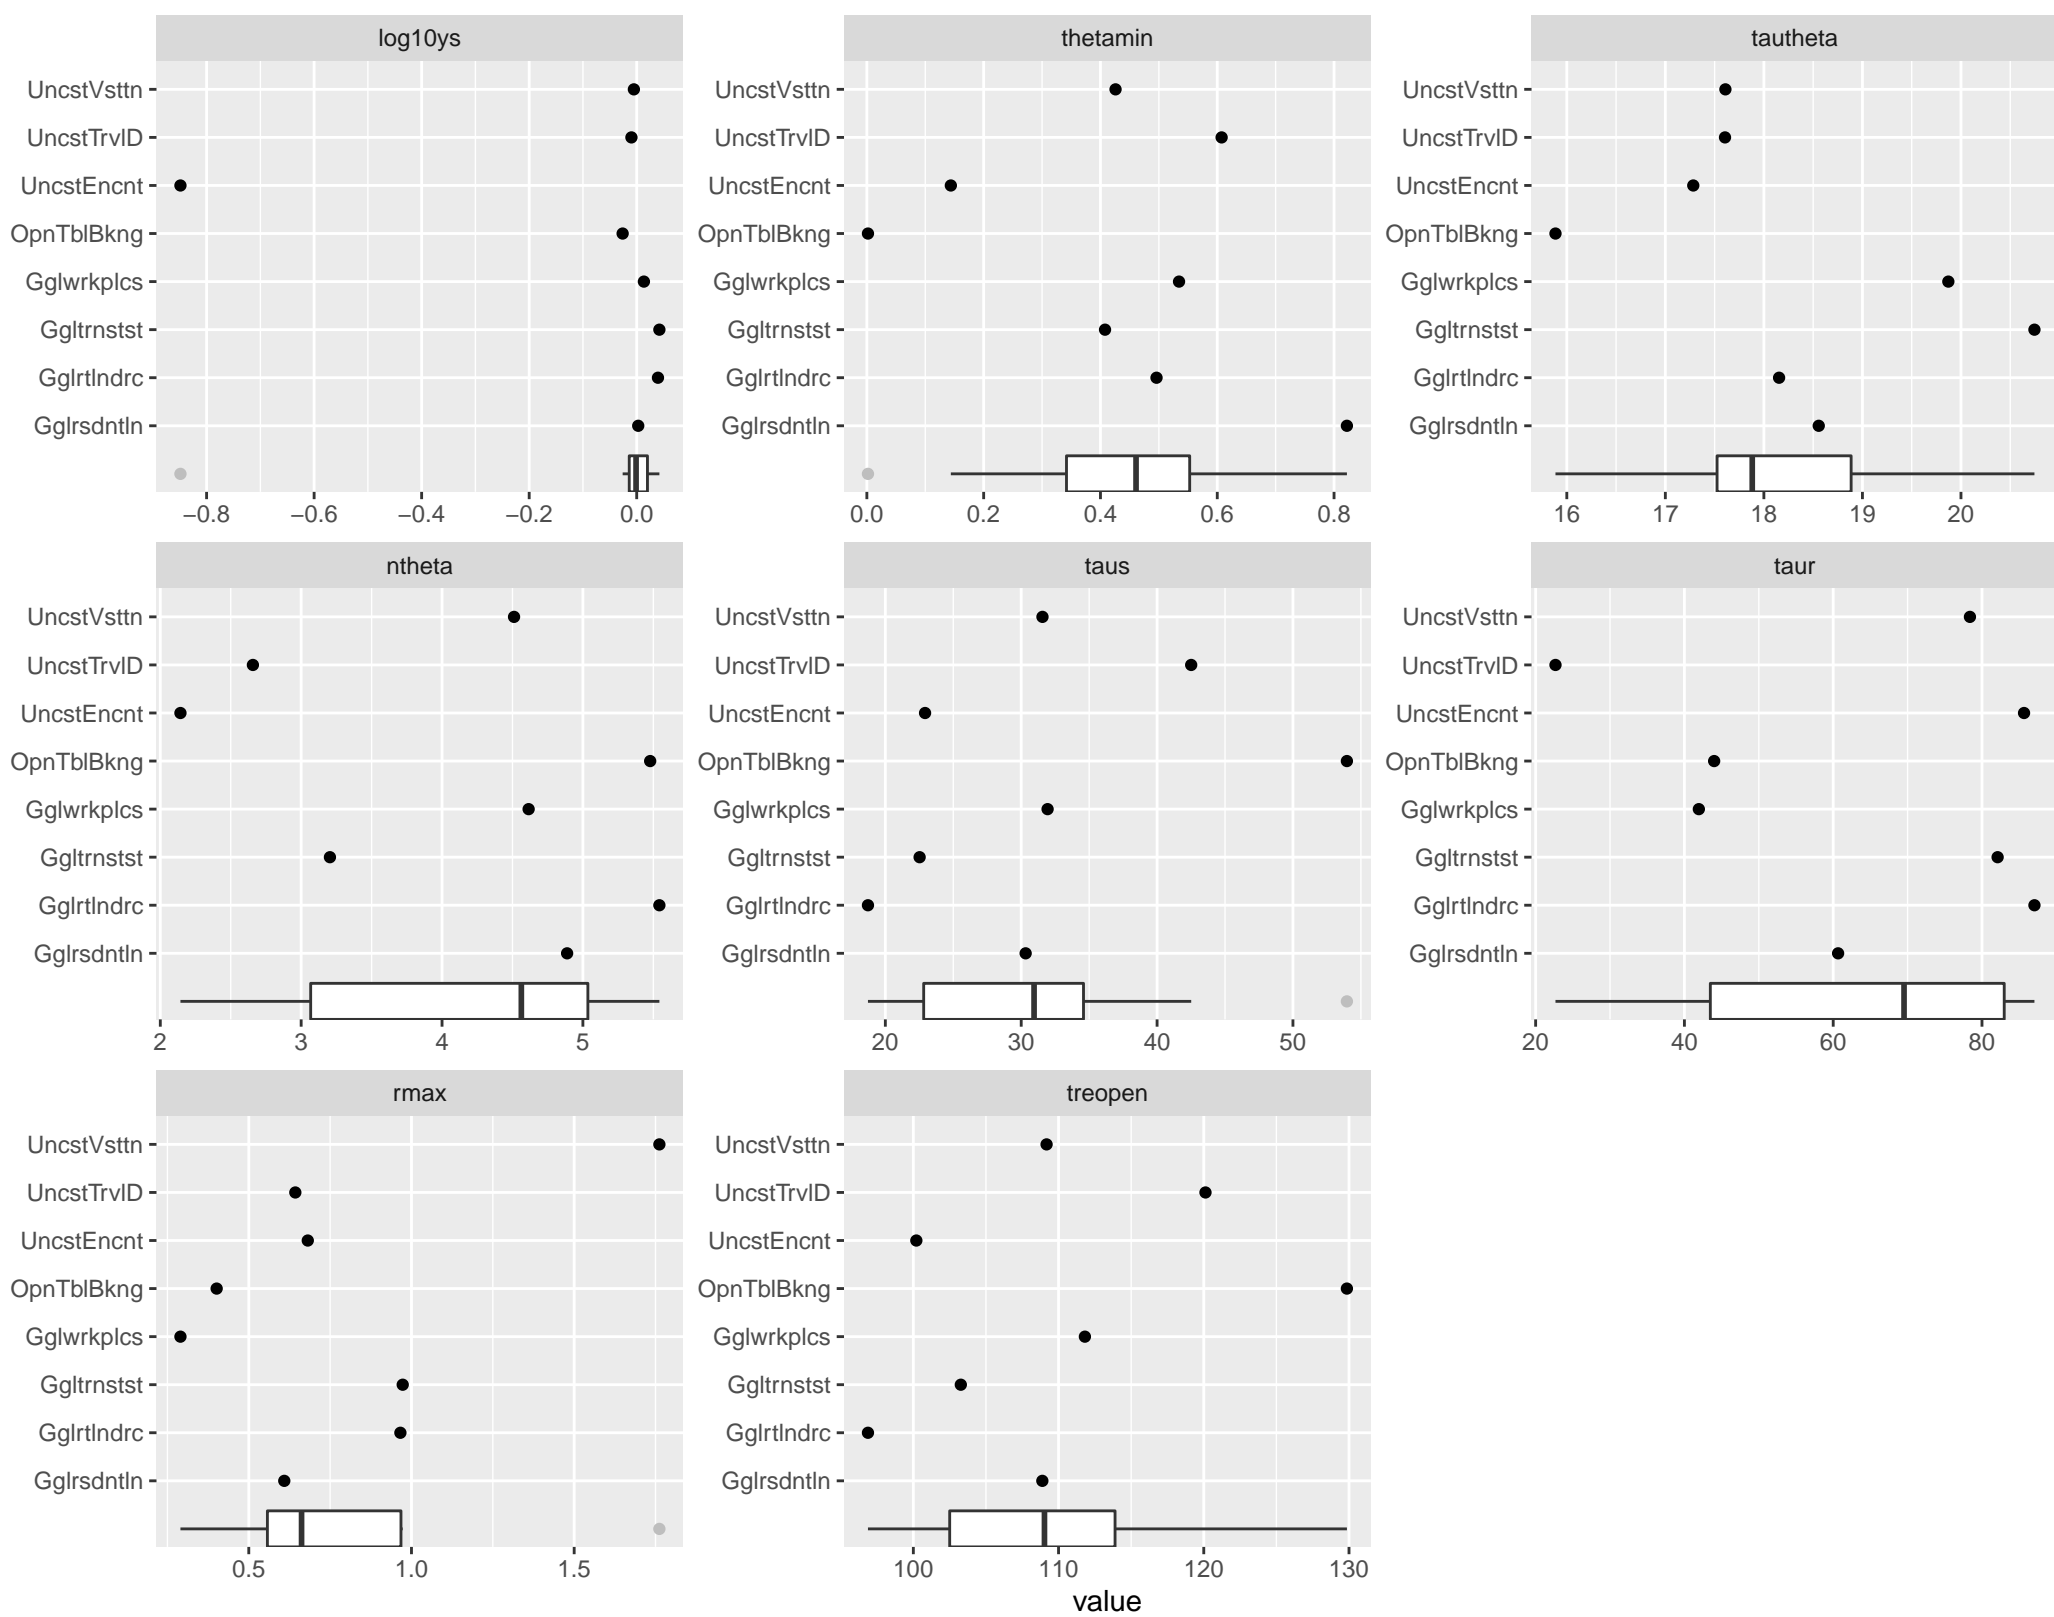 log10ys
UncstVsttn
UncstTrvlD
UncstEncnt
OpnTblBkng
Gglwrkplcs
Ggltrnstst
Gglrtlndrc
Gglrsdntln
−0.8 −0.6 −0.4 −0.2 0.0
thetamin
UncstVsttn
UncstTrvlD
UncstEncnt
OpnTblBkng
Gglwrkplcs
Ggltrnstst
Gglrtlndrc
Gglrsdntln
0.0 0.2 0.4 0.6 0.8
tautheta
UncstVsttn
UncstTrvlD
UncstEncnt
OpnTblBkng
Gglwrkplcs
Ggltrnstst
Gglrtlndrc
Gglrsdntln
16 17 18 19 20
ntheta
UncstVsttn
UncstTrvlD
UncstEncnt
OpnTblBkng
Gglwrkplcs
Ggltrnstst
Gglrtlndrc
Gglrsdntln
2 3 4 5
taus
UncstVsttn
UncstTrvlD
UncstEncnt
OpnTblBkng
Gglwrkplcs
Ggltrnstst
Gglrtlndrc
Gglrsdntln
20 30 40 50
taur
UncstVsttn
UncstTrvlD
UncstEncnt
OpnTblBkng
Gglwrkplcs
Ggltrnstst
Gglrtlndrc
Gglrsdntln
20 40 60 80
rmax
UncstVsttn
UncstTrvlD
UncstEncnt
OpnTblBkng
Gglwrkplcs
Ggltrnstst
Gglrtlndrc
Gglrsdntln
0.5 1.0 1.5
treopen
UncstVsttn
UncstTrvlD
UncstEncnt
OpnTblBkng
Gglwrkplcs
Ggltrnstst
Gglrtlndrc
Gglrsdntln
100 110 120 130
value